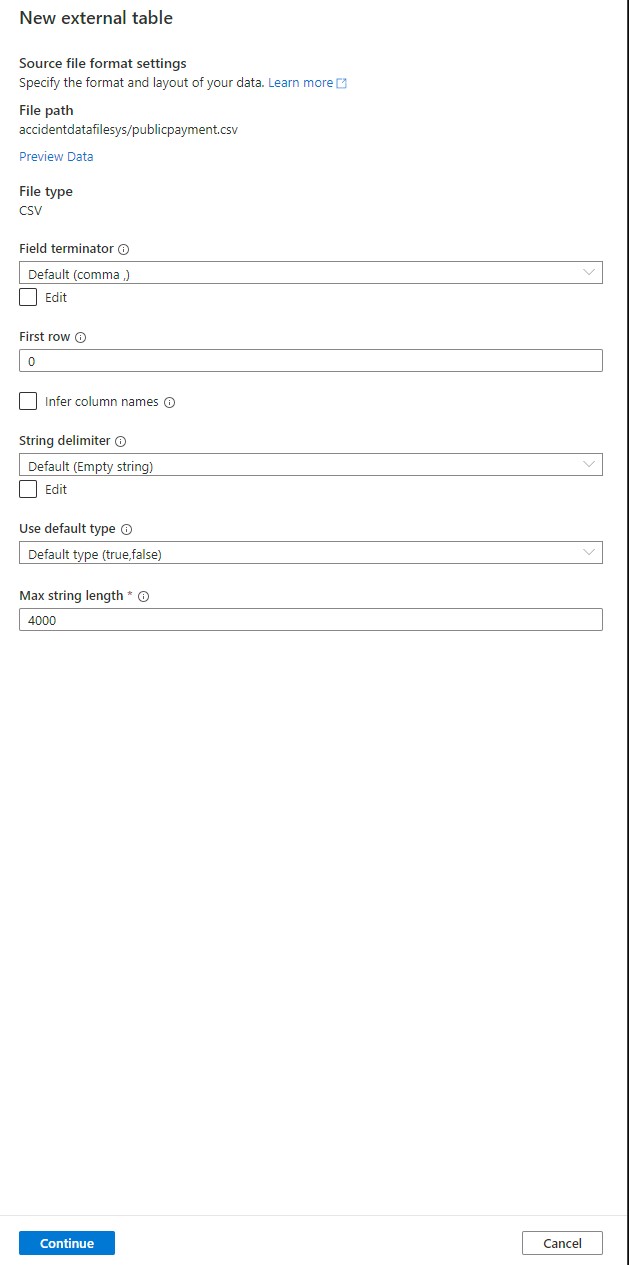 New external table
Source file format settings
Specify the format and layout of your data. Learn more
File path
accidentdatafilesys/publicpayment.csv
Preview Data
File type
CSV
Field terminator
Default (comma ,)
Edit
First row
0
Infer column names
String delimiter
Default (Empty string)
Edit
Use default type
Default type (true,false)
Max string length *
4000
Continue
Cancel